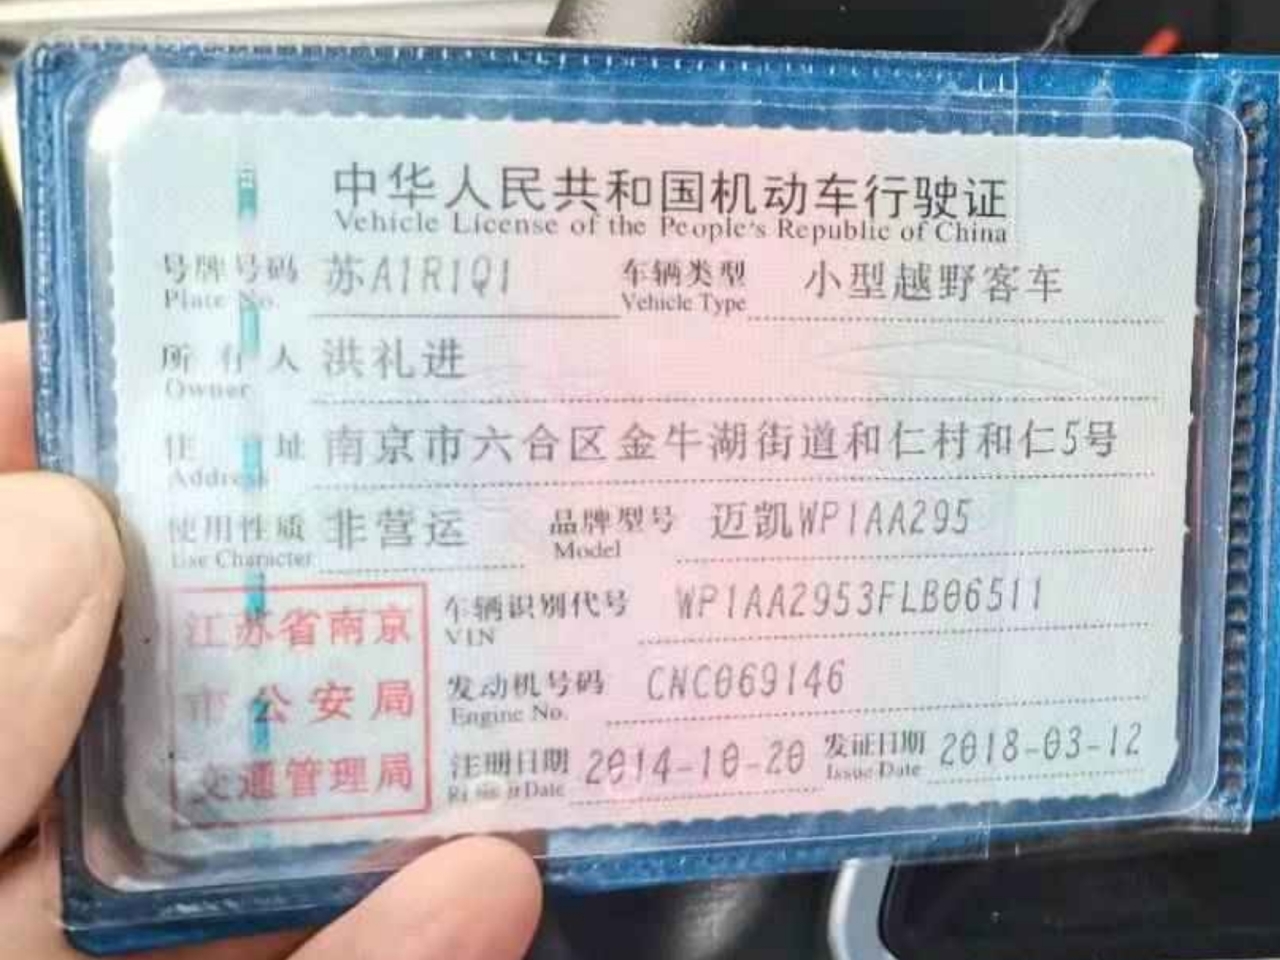 中华人民共和国机动车行驶证
Vehicle License of the People's Republic of China
号牌号码 苏A1R1Q1 车辆类型 小型越野客车
Plate No. Vehicle Type
所有人 洪礼进
Owner
住址 南京市六合区金牛湖街道和仁村和仁5号
Address
使用性质 非营运 品牌型号 迈凯WP1AA295
Use Character Model
车辆识别代号 WP1AA2953FLB06511
VIN
发动机号码 CNC069146
Engine No.
注册日期 2014-10-20 发证日期 2018-03-12
Register Date Issue Date
江苏省南京
市公安局
交通管理局